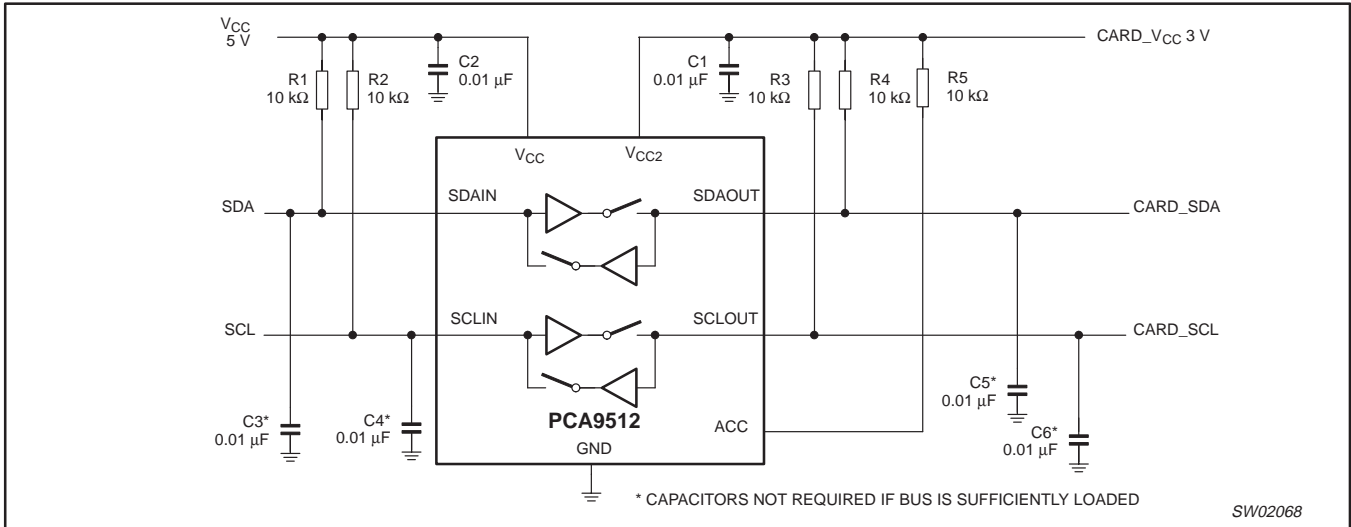 VCC
5 V
CARD_VCC 3 V
C2
0.01 µF
C1
0.01 µF
R1
10 kΩ
R2
10 kΩ
R3
10 kΩ
R4
10 kΩ
R5
10 kΩ
VCC
VCC2
SDA
SDAIN
SDAOUT
CARD_SDA
SCL
SCLIN
SCLOUT
CARD_SCL
C3*
0.01 µF
C4*
0.01 µF
PCA9512
ACC
GND
C5*
0.01 µF
C6*
0.01 µF
* CAPACITORS NOT REQUIRED IF BUS IS SUFFICIENTLY LOADED
SW02068